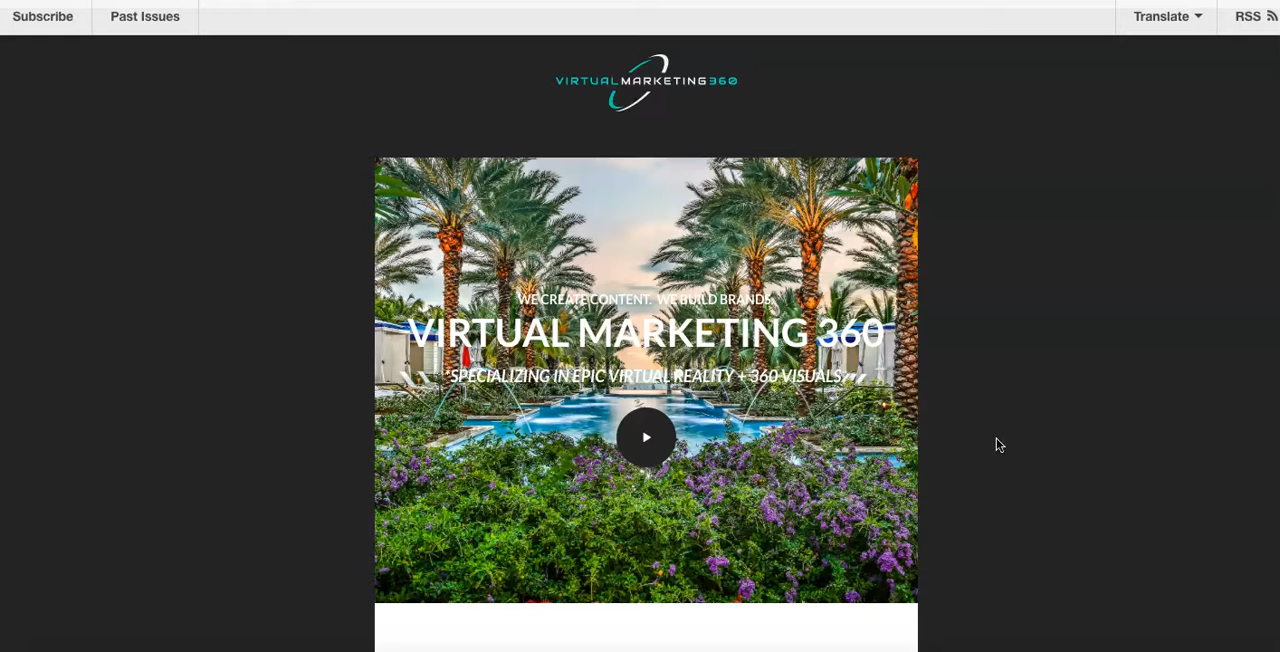 Subscribe
Past Issues
Translate
RSS
VIRTUALMARKETING360
WE CREATE CONTENT. WE BUILD BRANDS.
VIRTUAL MARKETING 360
SPECIALIZING IN EPIC VIRTUAL REALITY + 360 VISUALS